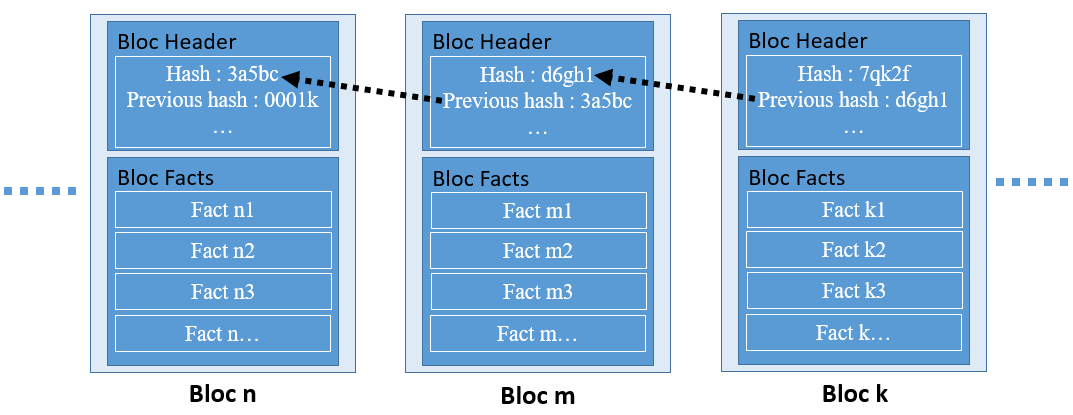 Bloc Header
Hash : 3a5bc
Previous hash : 0001k
…
Bloc Facts
Fact n1
Fact n2
Fact n3
Fact n…
Bloc n
Bloc Header
Hash : d6gh1
Previous hash : 3a5bc
…
Bloc Facts
Fact m1
Fact m2
Fact m3
Fact m…
Bloc m
Bloc Header
Hash : 7qk2f
Previous hash : d6gh1
…
Bloc Facts
Fact k1
Fact k2
Fact k3
Fact k…
Bloc k